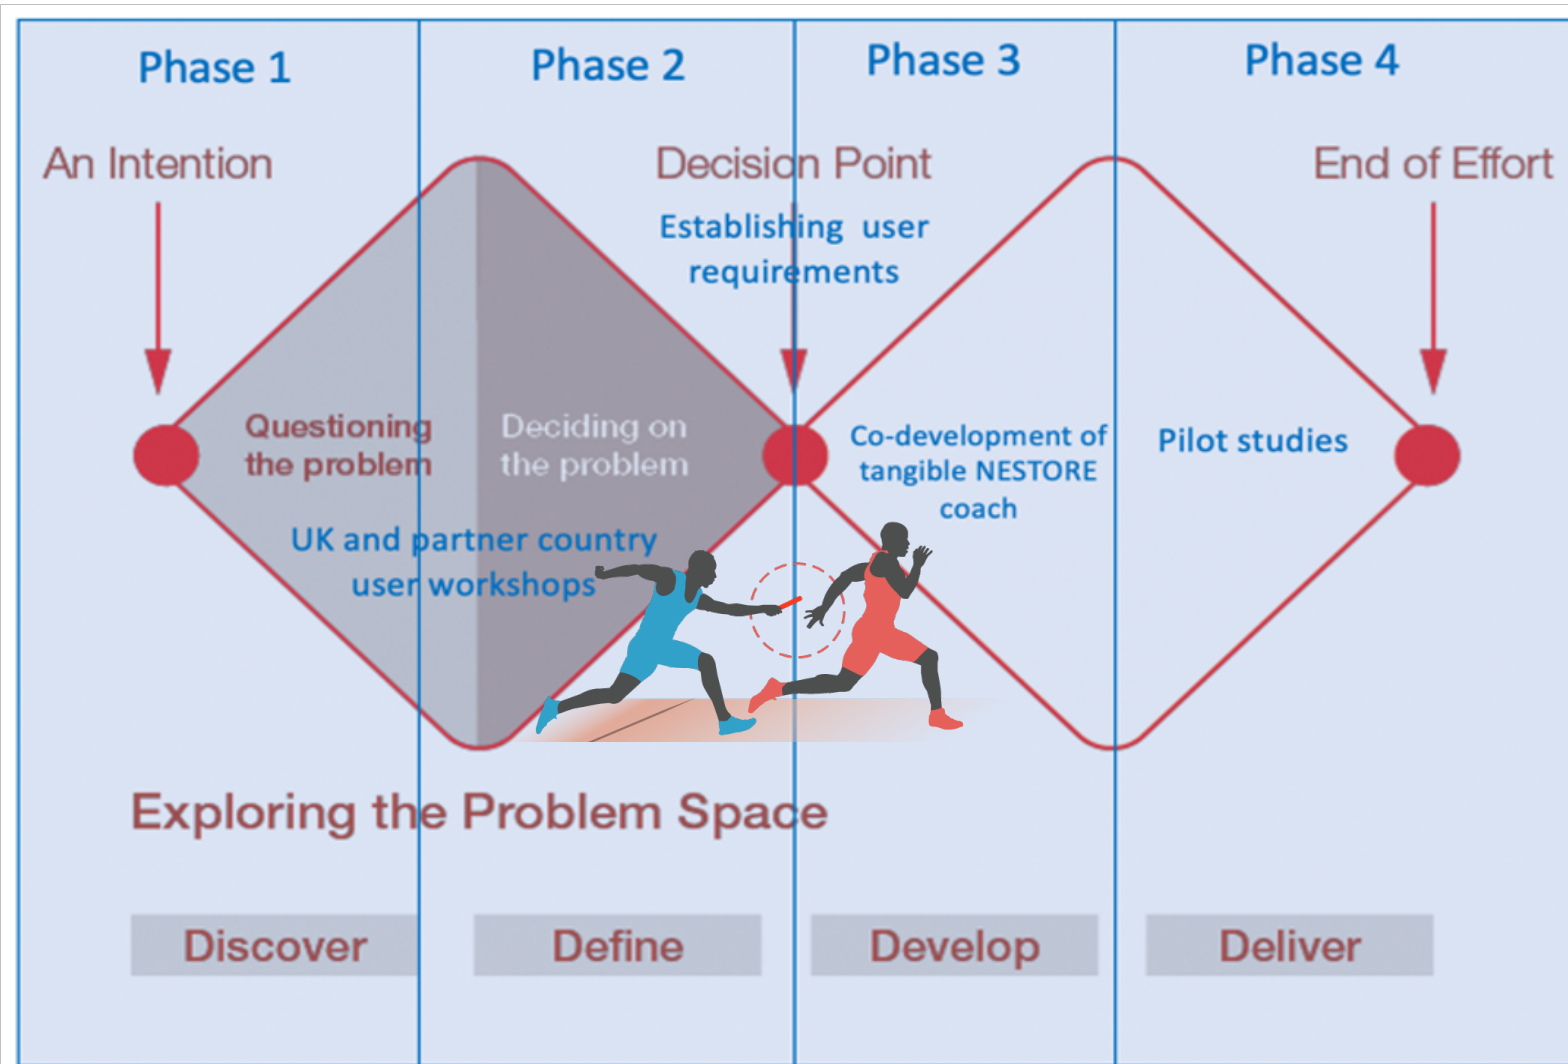 Phase 1
Phase 2
Phase 3
Phase 4
An Intention
Decision Point
End of Effort
Establishing user
requirements
Questioning
the problem
Deciding on
the problem
Co-development of
tangible NESTORE
coach
Pilot studies
UK and partner country
user workshops
Exploring the Problem Space
Discover
Define
Develop
Deliver